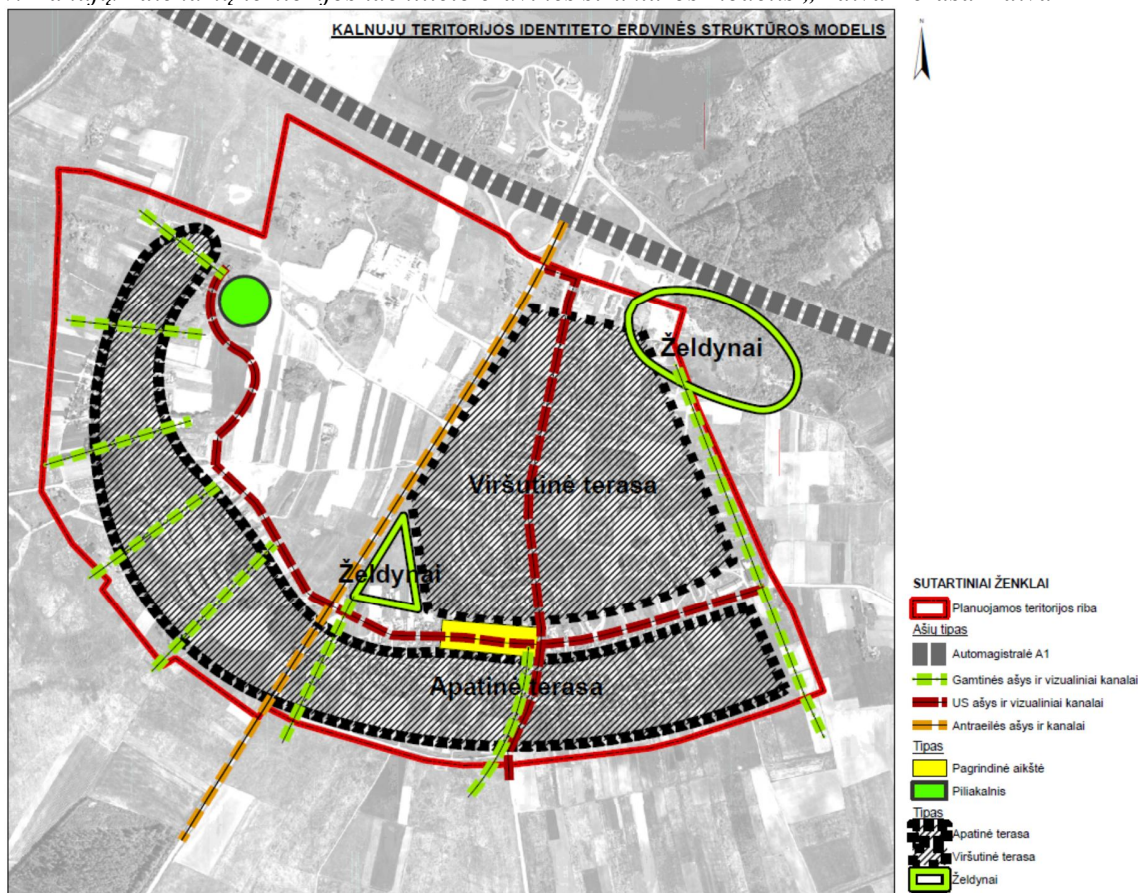 KALNUJŲ TERITORIJOS IDENTITETO ERDVINĖS STRUKTŪROS MODELIS
N
Želdynai
Viršutinė terasa
Želdynai
Apatinė terasa
SUTARTINIAI ŽENKLAI
Planuojamos teritorijos riba
Ašių tipas
Automagistralė A1
Gamtinės ašys ir vizualiniai kanalai
US ašys ir vizualiniai kanalai
Antraeilės ašys ir kanalai
Tipas
Pagrindinė aikštė
Piliakalnis
Tipas
Apatinė terasa
Viršutinė terasa
Želdynai